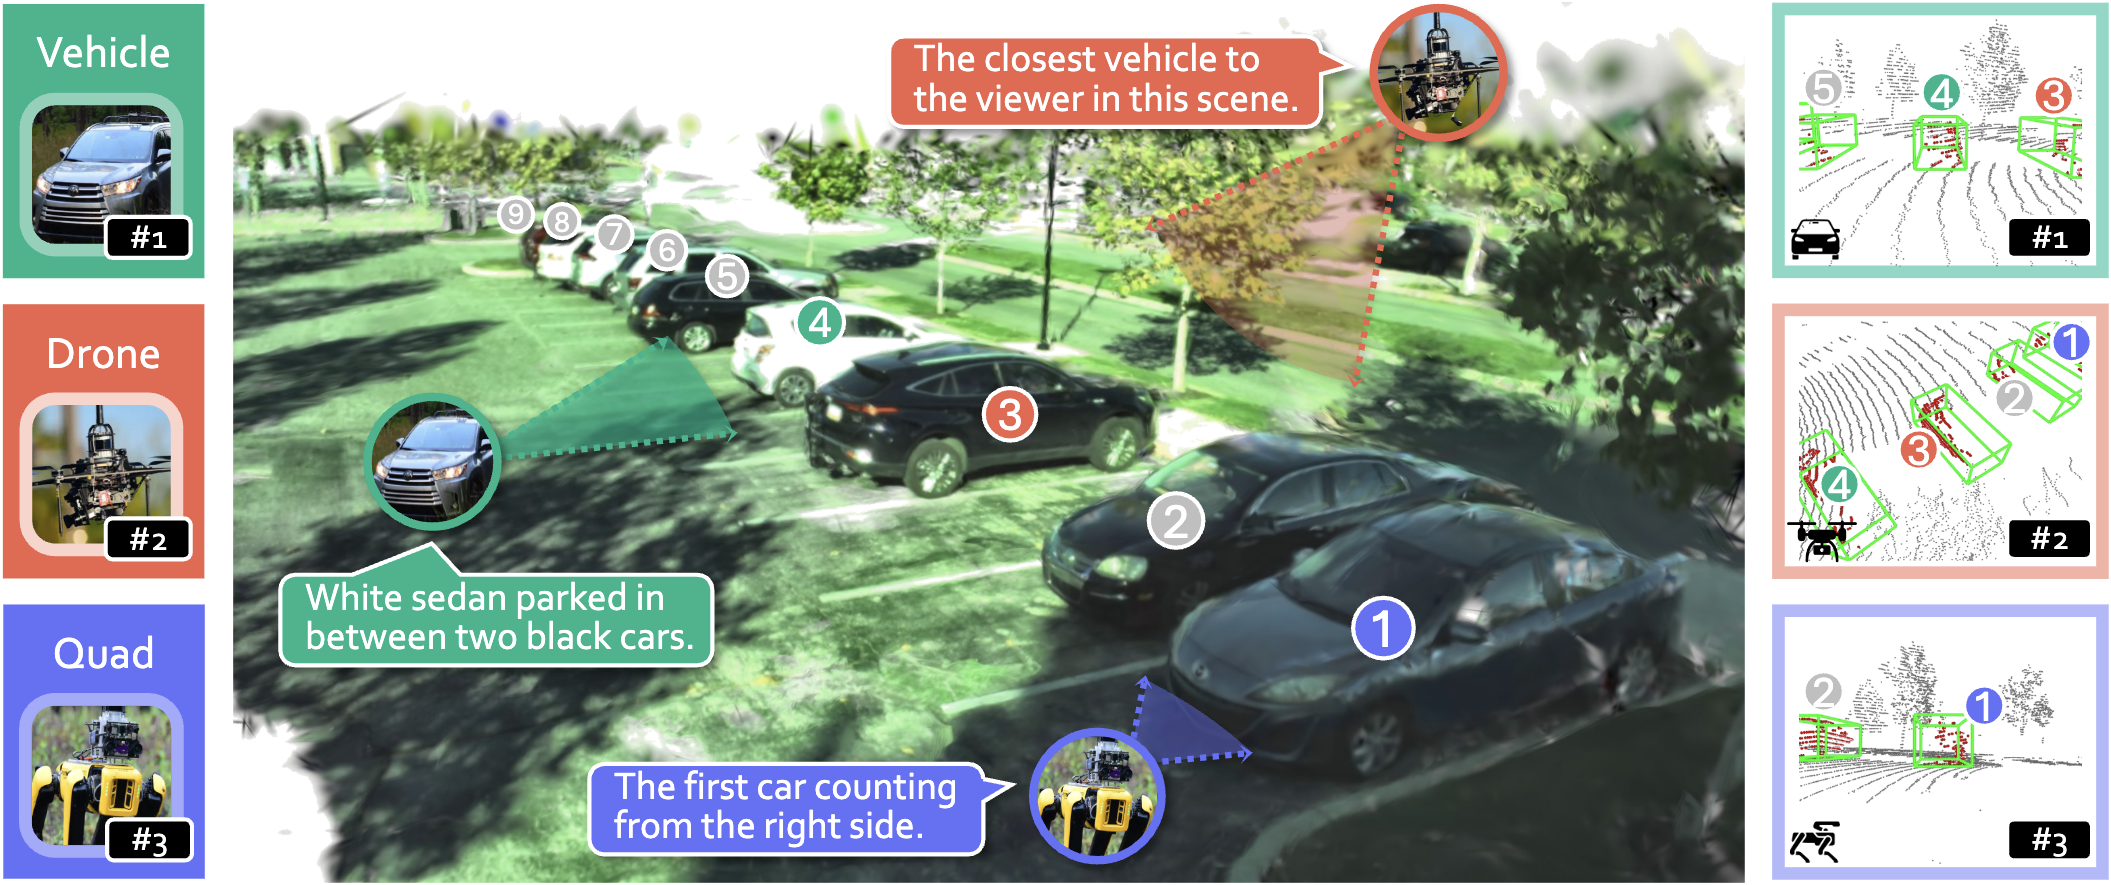 Vehicle
#1
Drone
#2
Quad
#3
The closest vehicle to
the viewer in this scene.
White sedan parked in
between two black cars.
The first car counting
from the right side.
9
8
7
6
5
4
3
2
1
5
4
3
#1
1
2
3
4
#2
2
1
#3